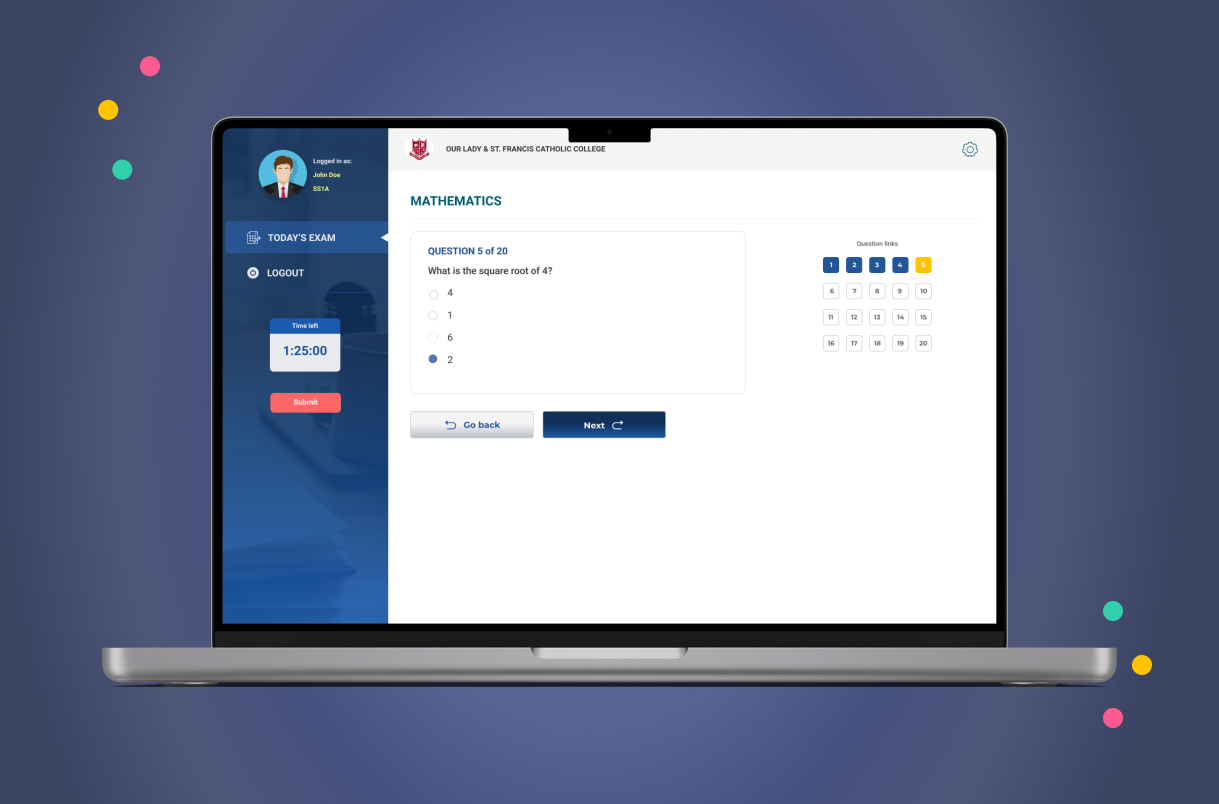 Logged in as:
John Doe
SS1A
TODAY'S EXAM
LOGOUT
Time left
1:25:00
Submit
OUR LADY & ST. FRANCIS CATHOLIC COLLEGE
MATHEMATICS
QUESTION 5 of 20
What is the square root of 4?
4
1
6
2
Go back
Next
Question links
1 2 3 4 5
6 7 8 9 10
11 12 13 14 15
16 17 18 19 20